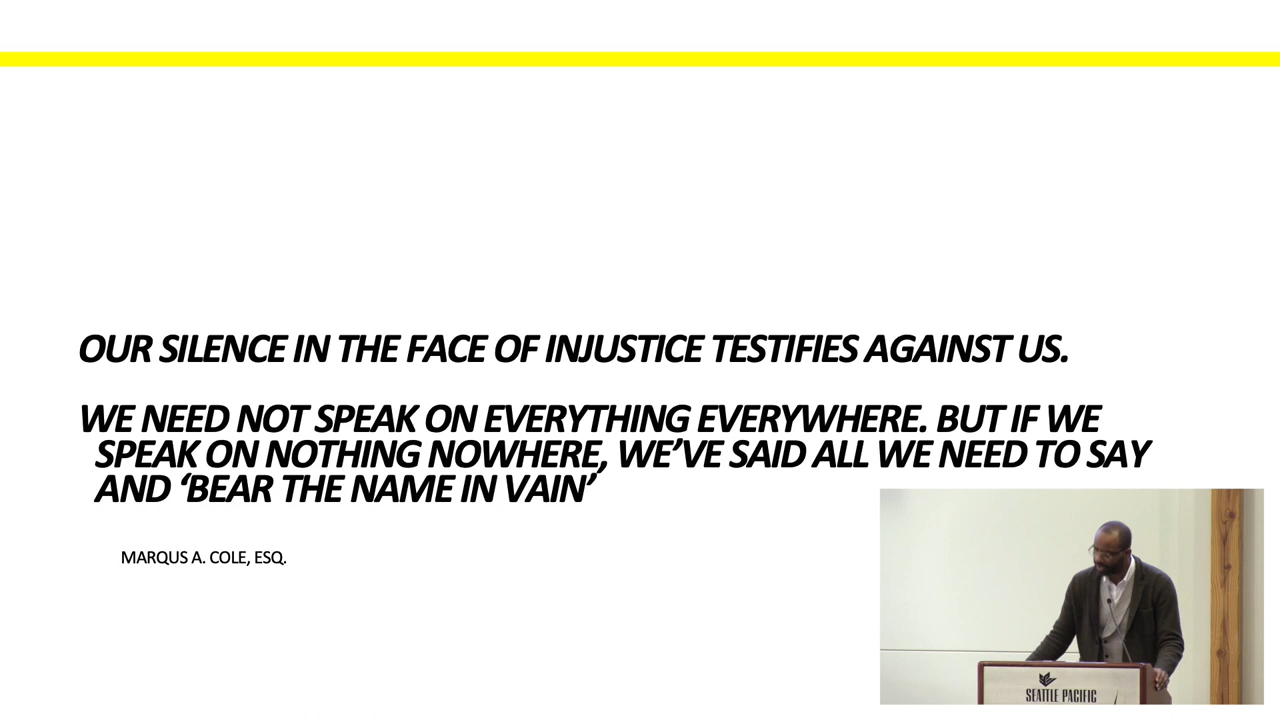 OUR SILENCE IN THE FACE OF INJUSTICE TESTIFIES AGAINST US.
WE NEED NOT SPEAK ON EVERYTHING EVERYWHERE. BUT IF WE
SPEAK ON NOTHING NOWHERE, WE’VE SAID ALL WE NEED TO SAY
AND ‘BEAR THE NAME IN VAIN’
MARQUS A. COLE, ESQ.
SEATTLE PACIFIC